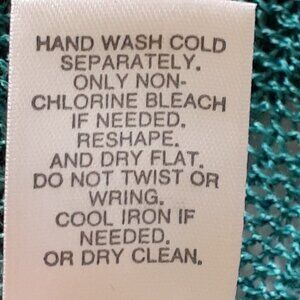 HAND WASH COLD
SEPARATELY.
ONLY NON-
CHLORINE BLEACH
IF NEEDED.
RESHAPE.
AND DRY FLAT.
DO NOT TWIST OR
WRING.
COOL IRON IF
NEEDED.
OR DRY CLEAN.